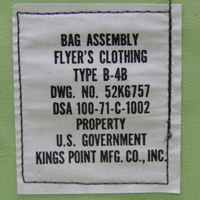 BAG ASSEMBLY
FLYER'S CLOTHING
TYPE B-4B
DWG. NO. 52K6757
DSA 100-71-C-1002
PROPERTY
U.S. GOVERNMENT
KINGS POINT MFG. CO., INC.